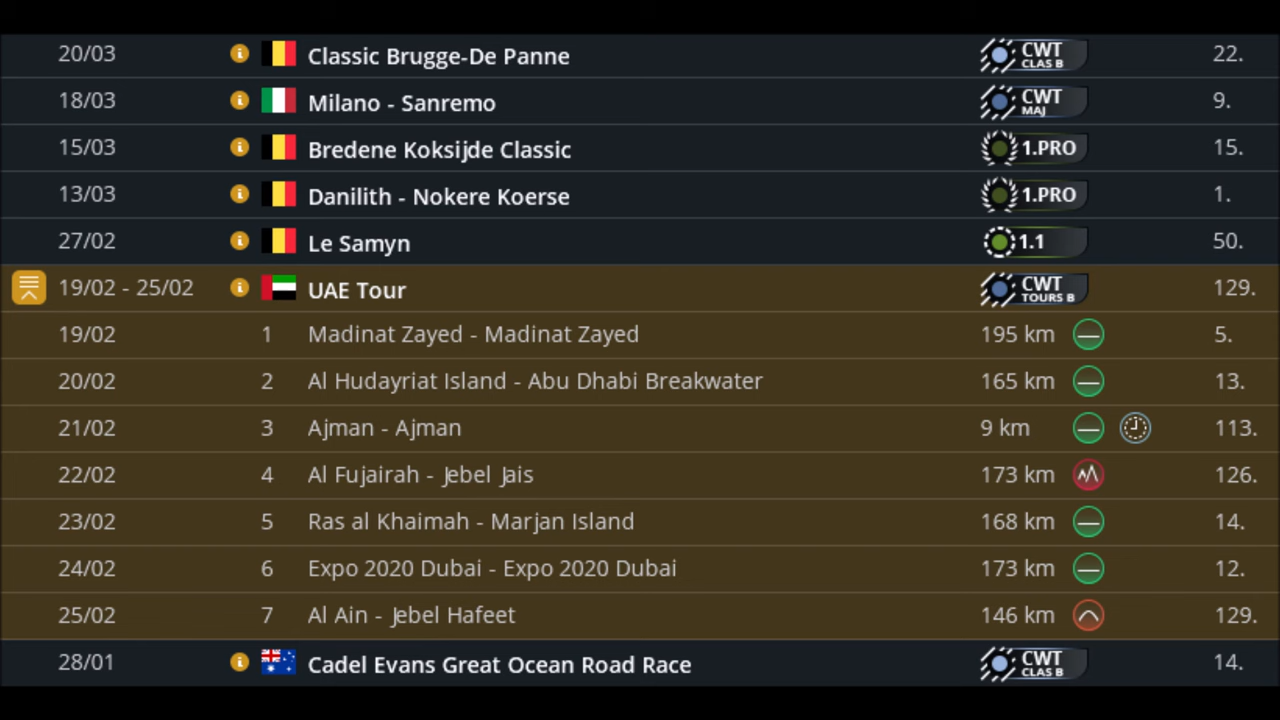 20/03 Classic Brugge-De Panne CWT CLAS B 22.
18/03 Milano - Sanremo CWT MAJ 9.
15/03 Bredene Koksijde Classic 1.PRO 15.
13/03 Danilith - Nokere Koerse 1.PRO 1.
27/02 Le Samyn 1.1 50.
19/02 - 25/02 UAE Tour CWT TOURS B 129.
19/02 1 Madinat Zayed - Madinat Zayed 195 km 5.
20/02 2 Al Hudayriat Island - Abu Dhabi Breakwater 165 km 13.
21/02 3 Ajman - Ajman 9 km 113.
22/02 4 Al Fujairah - Jebel Jais 173 km 126.
23/02 5 Ras al Khaimah - Marjan Island 168 km 14.
24/02 6 Expo 2020 Dubai - Expo 2020 Dubai 173 km 12.
25/02 7 Al Ain - Jebel Hafeet 146 km 129.
28/01 Cadel Evans Great Ocean Road Race CWT CLAS B 14.